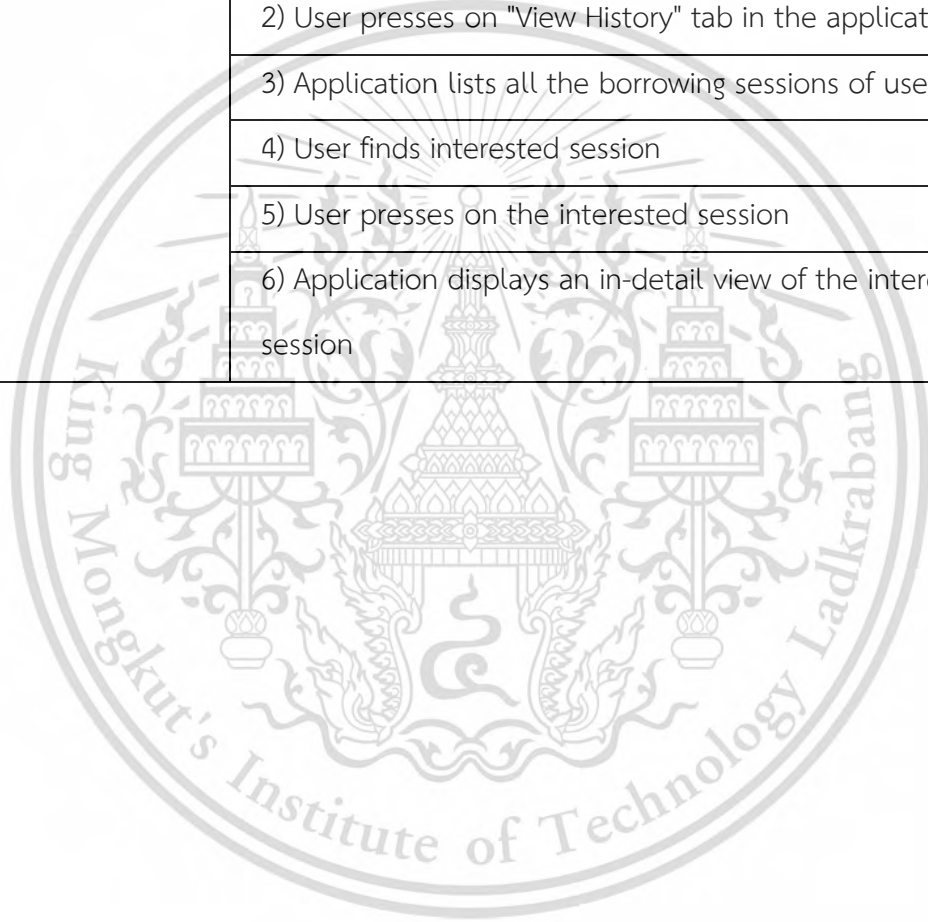 2) User presses on "View History" tab in the applicat
3) Application lists all the borrowing sessions of use
4) User finds interested session
5) User presses on the interested session
6) Application displays an in-detail view of the inter
session
King Mongkut's Institute of Technology Ladkrabang